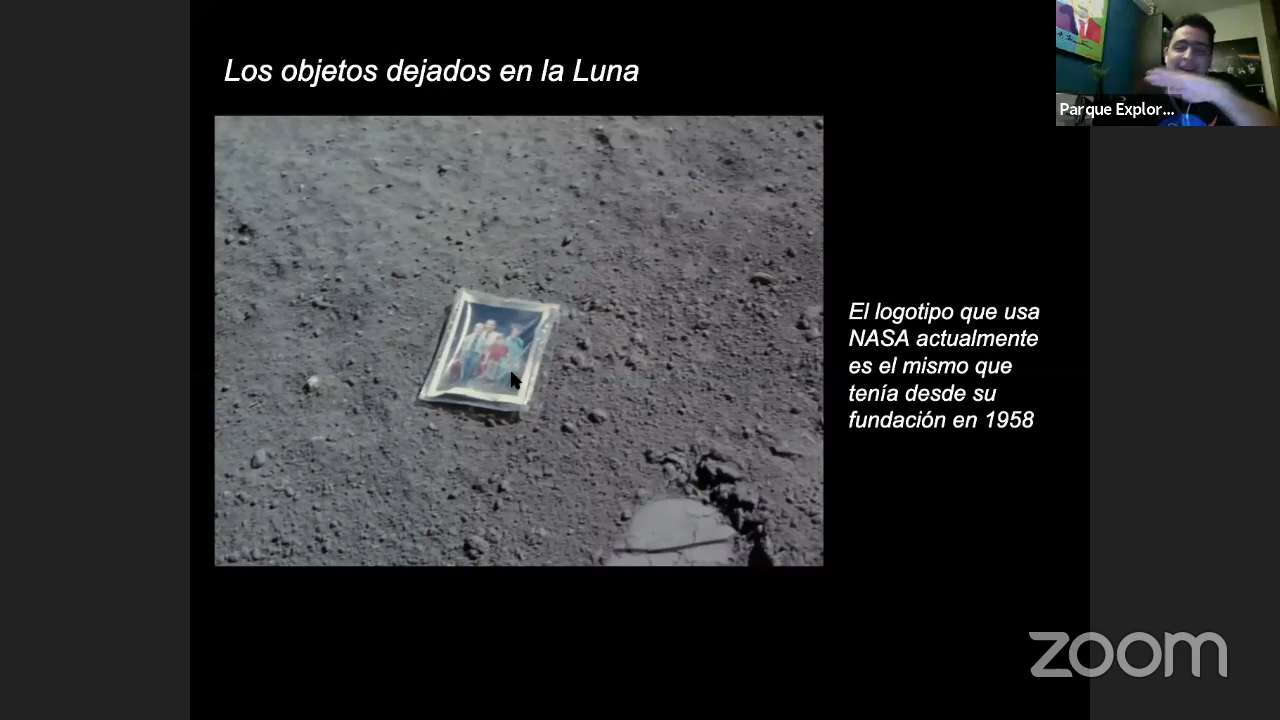 Los objetos dejados en la Luna
Parque Explor...
El logotipo que usa
NASA actualmente
es el mismo que
tenía desde su
fundación en 1958
zoom